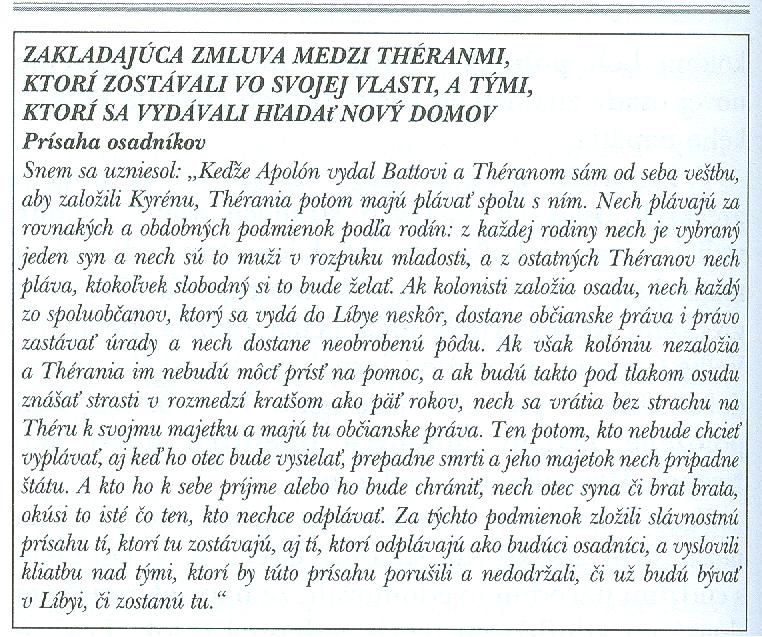 ZAKLADAJÚCA ZMLUVA MEDZI THÉRANMI,
KTORÍ ZOSTÁVALI VO SVOJEJ VLASTI, A TÝMI,
KTORÍ SA VYDÁVALI HĽADAť NOVÝ DOMOV
Prísaha osadníkov
Snem sa uzniesol: „Kedže Apolón vydal Battovi a Théranom sám od seba veštbu,
aby založili Kyrénu, Thérania potom majú plávať spolu s ním. Nech plávajú za
rovnakých a obdobných podmienok podľa rodín: z každej rodiny nech je vybraný
jeden syn a nech sú to muži v rozpuku mladosti, a z ostatných Théranov nech
pláva, ktokoľvek slobodný si to bude želať. Ak kolonisti založia osadu, nech každý
zo spoluobčanov, ktorý sa vydá do Líbye neskôr, dostane občianske práva i právo
zastávať úrady a nech dostane neobrobenú pôdu. Ak však kolóniu nezaložia
a Thérania im nebudú môcť prísť na pomoc, a ak budú takto pod tlakom osudu
znášať strasti v rozmedzí kratšom ako päť rokov, nech sa vrátia bez strachu na
Théru k svojmu majetku a majú tu občianske práva. Ten potom, kto nebude chcieť
vyplávať, aj keď ho otec bude vysielať, prepadne smrti a jeho majetok nech pripadne
štátu. A kto ho k sebe príjme alebo ho bude chrániť, nech otec syna či brat brata,
okúsi to isté čo ten, kto nechce odplávať. Za týchto podmienok zložili slávnostnú
prísahu tí, ktorí tu zostávajú, aj tí, ktorí odplávajú ako budúci osadníci, a vyslovili
kliatbu nad tými, ktorí by túto prísahu porušili a nedodržali, či už budú bývať
v Líbyi, či zostanú tu.“